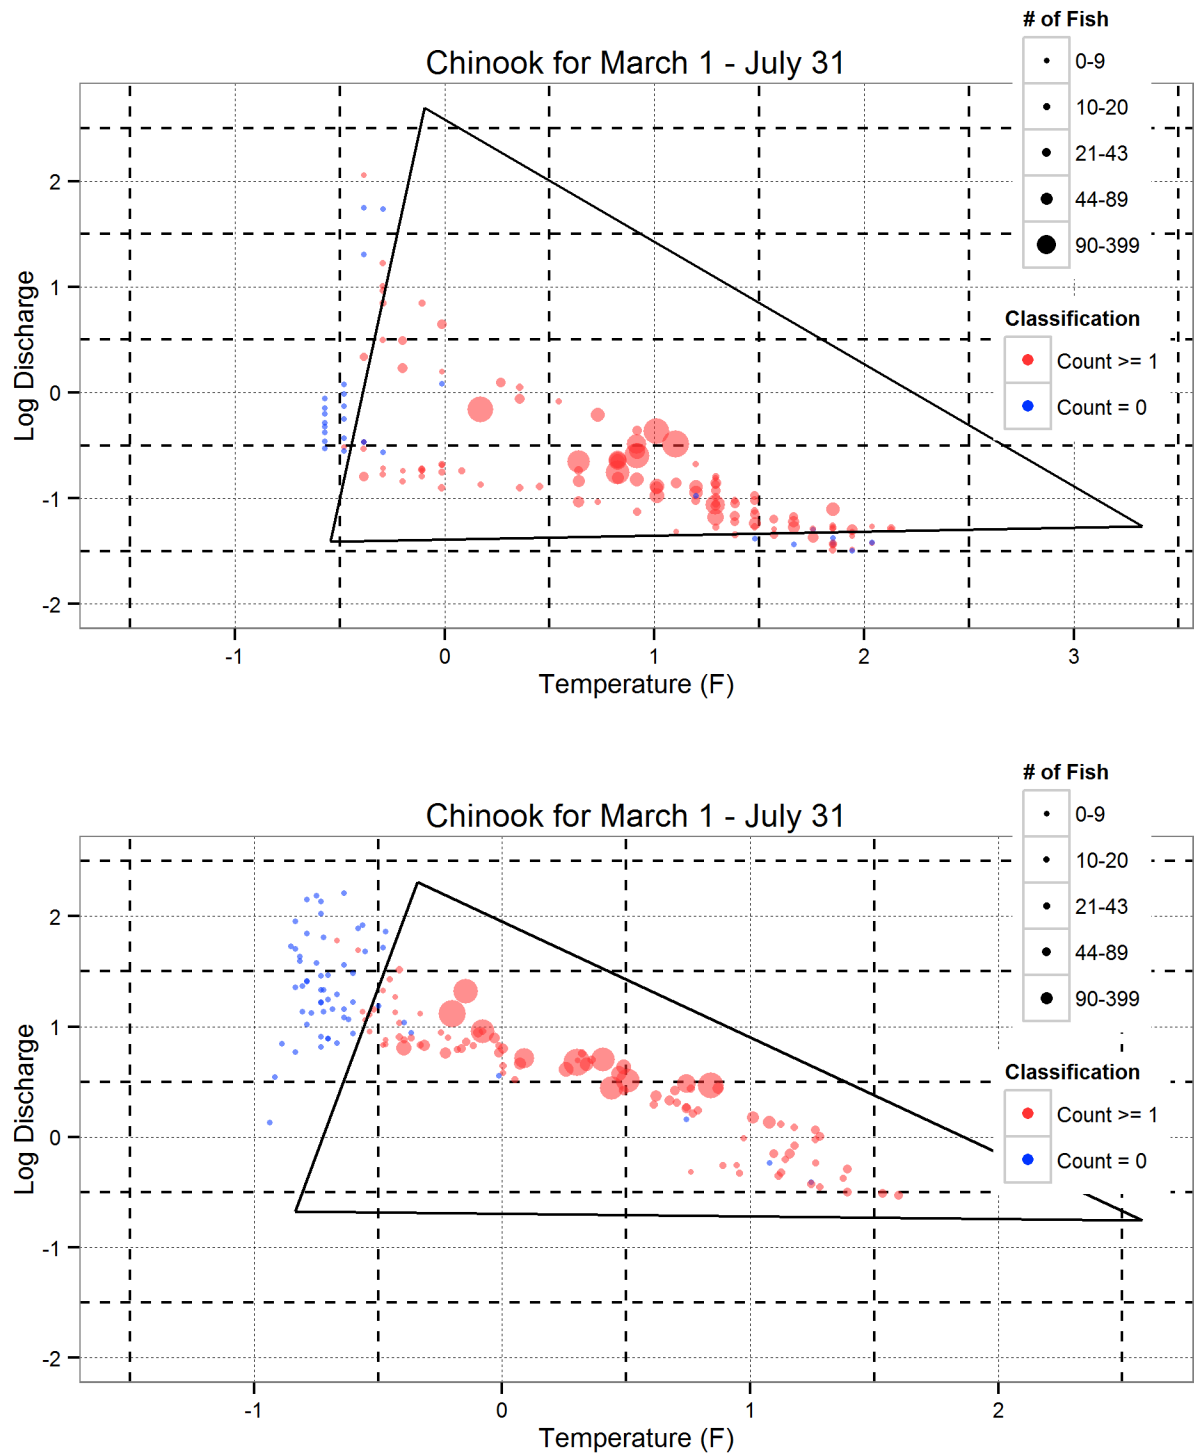 # of Fish
0-9
10-20
21-43
44-89
90-399
Chinook for March 1 - July 31
Classification
Count >= 1
Count = 0
Log Discharge
2
1
0
-1
-2
-1
0
1
2
3
Temperature (F)
# of Fish
0-9
10-20
21-43
44-89
90-399
Chinook for March 1 - July 31
Classification
Count >= 1
Count = 0
Log Discharge
2
1
0
-1
-2
-1
0
1
2
Temperature (F)